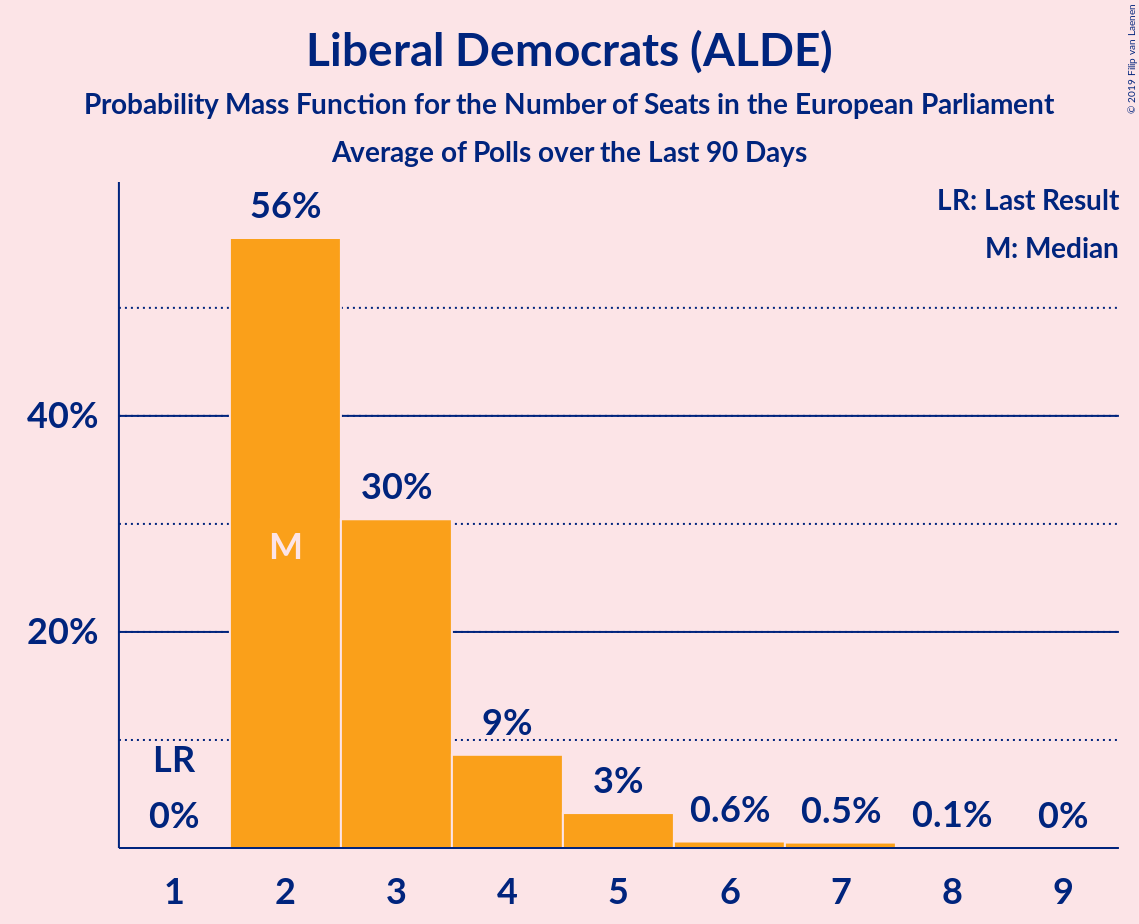 Liberal Democrats (ALDE)
Probability Mass Function for the Number of Seats in the European Parliament
Average of Polls over the Last 90 Days
© 2019 Filip van Laenen
LR: Last Result
M: Median
56%
40%
30%
M
20%
9%
LR
3%
0%
0.6%
0.5%
0.1%
0%
1 2 3 4 5 6 7 8 9